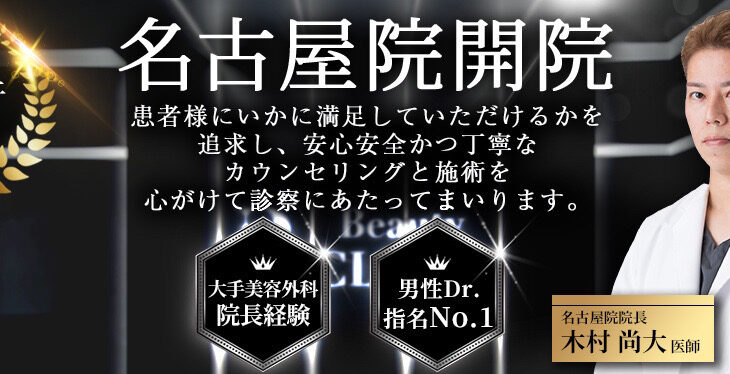 名古屋院開院
患者様にいかに満足していただけるかを
追求し、安心安全かつ丁寧な
カウンセリングと施術を
心がけて診察にあたってまいります。
Beauty
CL
大手美容外科
院長経験
男性Dr.
指名No.1
名古屋院院長
木村 尚大 医師